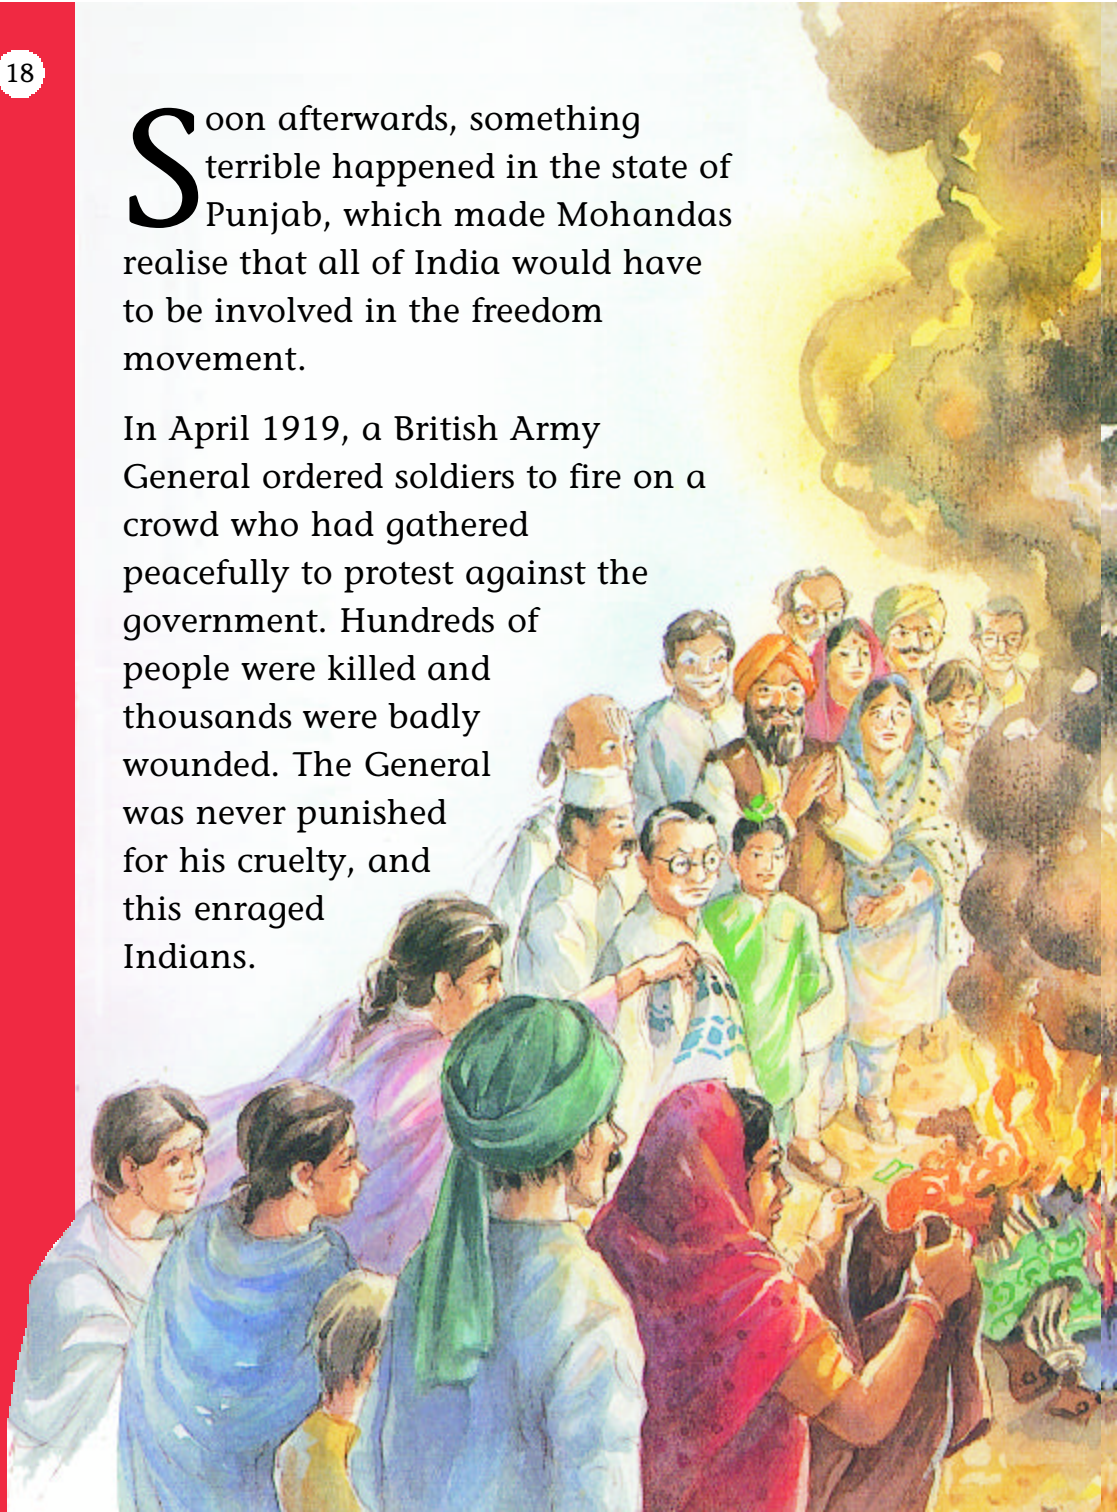 18
Soon afterwards, something
terrible happened in the state of
Punjab, which made Mohandas
realise that all of India would have
to be involved in the freedom
movement.
In April 1919, a British Army
General ordered soldiers to fire on a
crowd who had gathered
peacefully to protest against the
government. Hundreds of
people were killed and
thousands were badly
wounded. The General
was never punished
for his cruelty, and
this enraged
Indians.